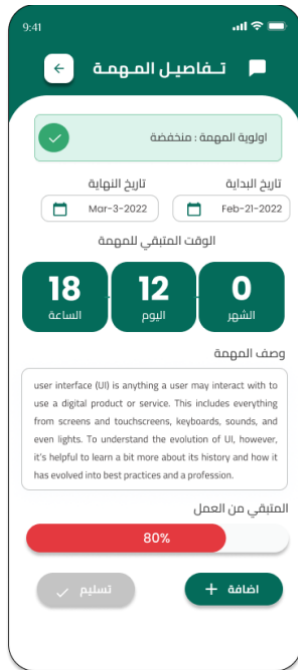 9:41
تــفاصيـل المـهـمـة
اولوية المهمة : منخفضة
تاريخ البداية
تاريخ النهاية
Feb-21-2022
Mar-3-2022
الوقت المتبقي للمهمة
0
12
18
الشهر
اليوم
الساعة
وصف المهمة
user interface (UI) is anything a user may interact with to
use a digital product or service. This includes everything
from screens and touchscreens, keyboards, sounds, and
even lights. To understand the evolution of UI, however,
it's helpful to learn a bit more about its history and how it
has evolved into best practices and a profession.
المتبقي من العمل
80%
اضافة +
تسليم